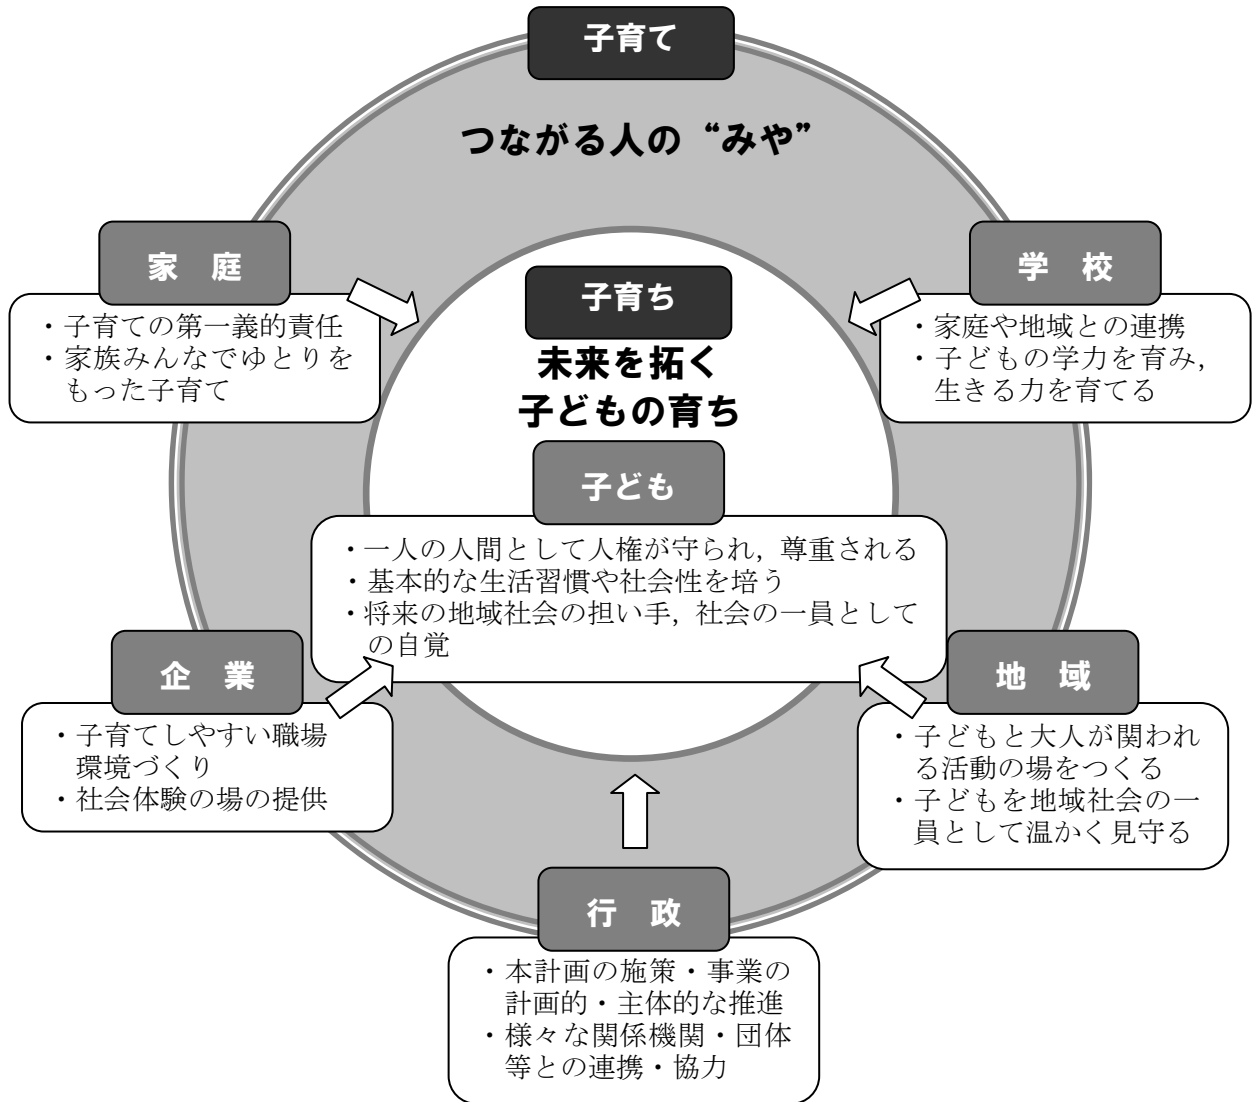 子育て
つながる人の“みや”
家　庭
・子育ての第一義的責任
・家族みんなでゆとりを
もった子育て
学　校
・家庭や地域との連携
・子どもの学力を育み，
生きる力を育てる
子育ち
未来を拓く
子どもの育ち
子ども
・一人の人間として人権が守られ，尊重される
・基本的な生活習慣や社会性を培う
・将来の地域社会の担い手，社会の一員として
の自覚
企　業
・子育てしやすい職場
環境づくり
・社会体験の場の提供
地　域
・子どもと大人が関われ
る活動の場をつくる
・子どもを地域社会の一
員として温かく見守る
行　政
・本計画の施策・事業の
計画的・主体的な推進
・様々な関係機関・団体
等との連携・協力